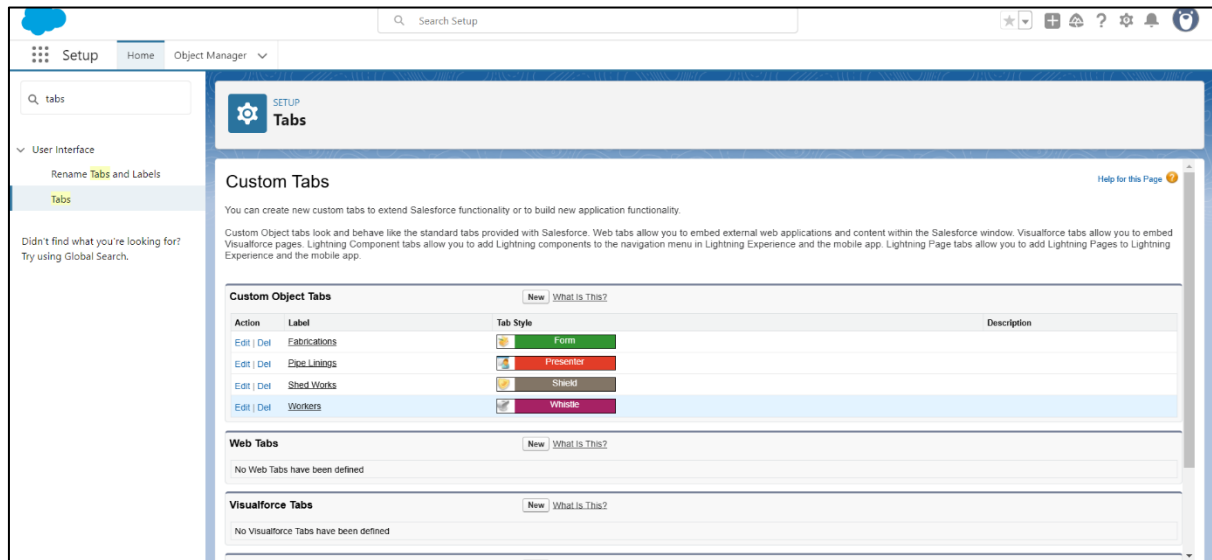 Search Setup
Setup Home Object Manager
tabs
User Interface
Rename Tabs and Labels
Tabs
Didn't find what you're looking for?
Try using Global Search.
SETUP
Tabs
Custom Tabs
Help for this Page
You can create new custom tabs to extend Salesforce functionality or to build new application functionality.
Custom Object tabs look and behave like the standard tabs provided with Salesforce. Web tabs allow you to embed external web applications and content within the Salesforce window. Visualforce tabs allow you to embed
Visualforce pages. Lightning Component tabs allow you to add Lightning components to the navigation menu in Lightning Experience and the mobile app. Lightning Page tabs allow you to add Lightning Pages to Lightning
Experience and the mobile app.
Custom Object Tabs New What Is This?
Action Label Tab Style Description
Edit | Del Fabrications Form
Edit | Del Pipe Linings Presenter
Edit | Del Shed Works Shield
Edit | Del Workers Whistle
Web Tabs New What Is This?
No Web Tabs have been defined
Visualforce Tabs New What Is This?
No Visualforce Tabs have been defined